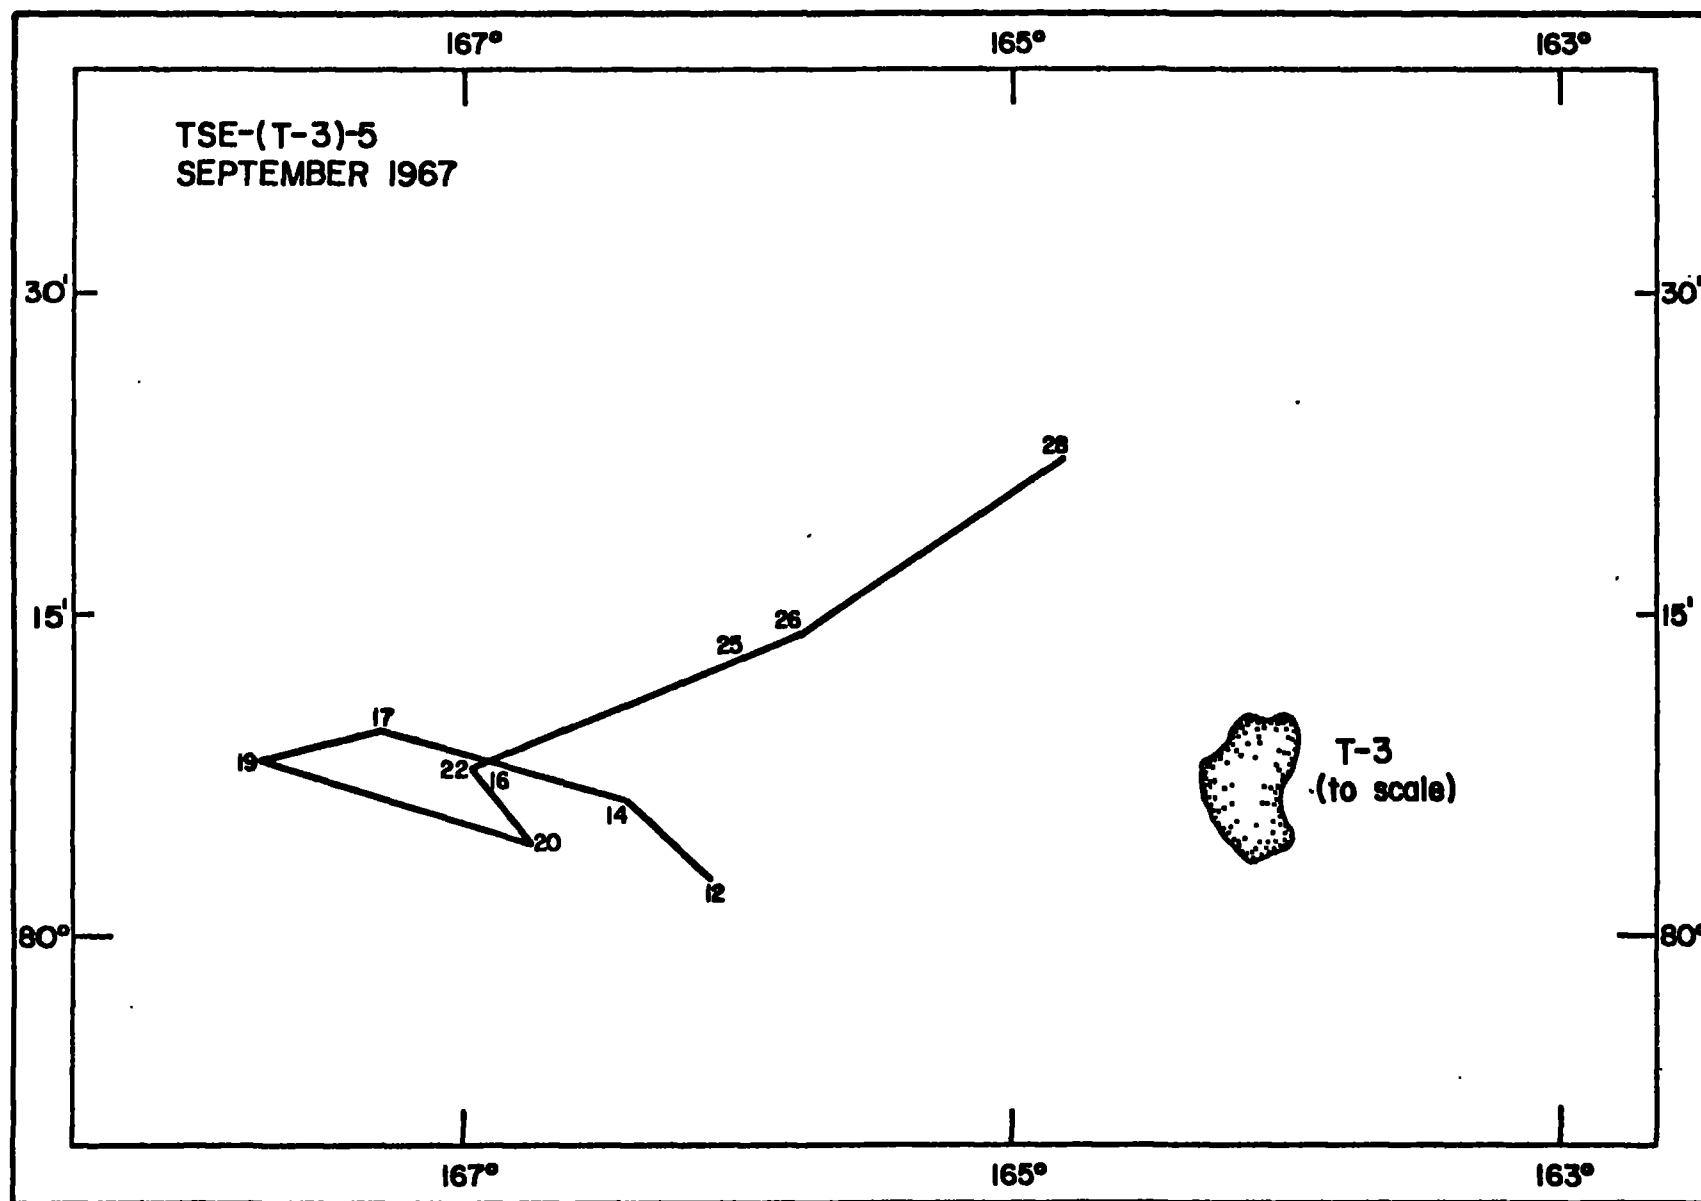 167° 165° 163°
TSE-(T-3)-5
SEPTEMBER 1967
30' 30'
28
15' 15'
26
25
17
19 22 16
T-3
(to scale)
14
20
12
80° 80°
167° 165° 163°